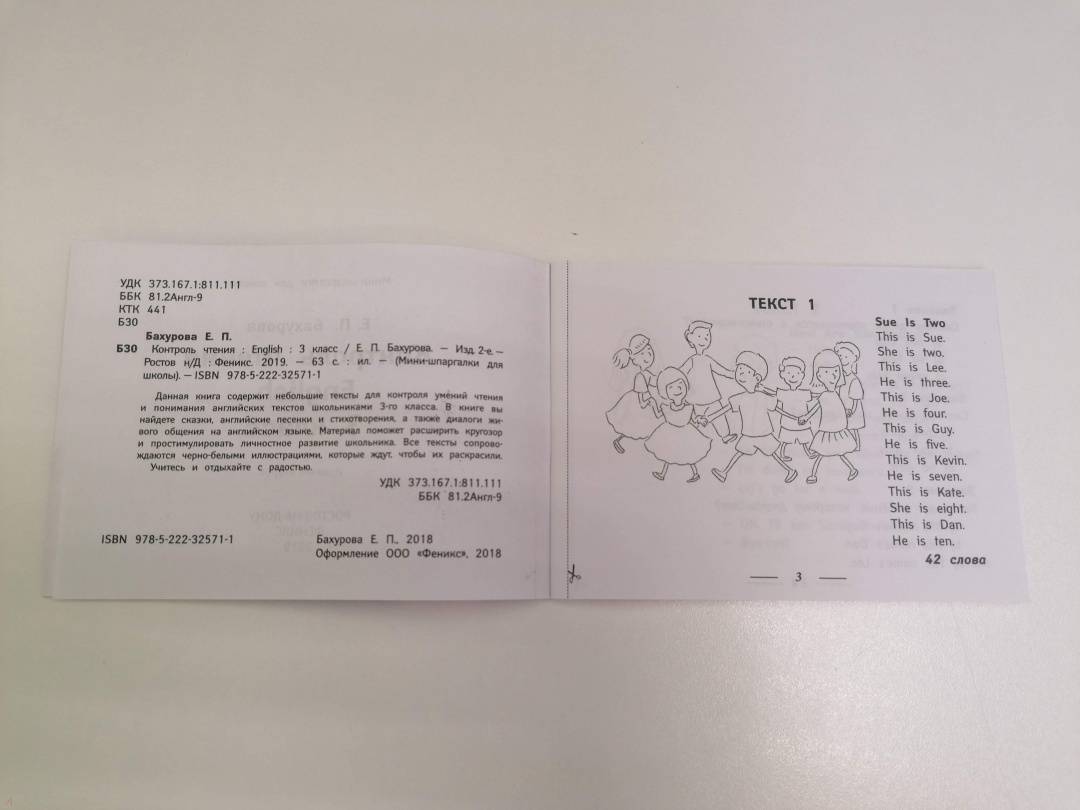 УДК 373.167.1:811.111
ББК 81.2Англ-9
КТК 441
Б30
Бахурова Е. П.
Б30 Контроль чтения : English : 3 класс / Е. П. Бахурова. — Изд. 2-е. —
Ростов н/Д : Феникс. 2019. — 63 с. : ил. — (Мини-шпаргалки для
школы). — ISBN 978-5-222-32571-1
Данная книга содержит небольшие тексты для контроля умений чтения
и понимания английских текстов школьниками 3-го класса. В книге вы
найдете сказки, английские песенки и стихотворения, а также диалоги жи-
вого общения на английском языке. Материал поможет расширить кругозор
и простимулировать личностное развитие школьника. Все тексты сопрово-
ждаются черно-белыми иллюстрациями, которые ждут, чтобы их раскрасили.
Учитесь и отдыхайте с радостью.
УДК 373.167.1:811.111
ББК 81.2Англ-9
ISBN 978-5-222-32571-1
Бахурова Е. П., 2018
Оформление ООО «Феникс», 2018
ТЕКСТ 1
Sue Is Two
This is Sue.
She is two.
This is Lee.
He is three.
This is Joe.
He is four.
This is Guy.
He is five.
This is Kevin.
He is seven.
This is Kate.
She is eight.
This is Dan.
He is ten.
42 слова
3